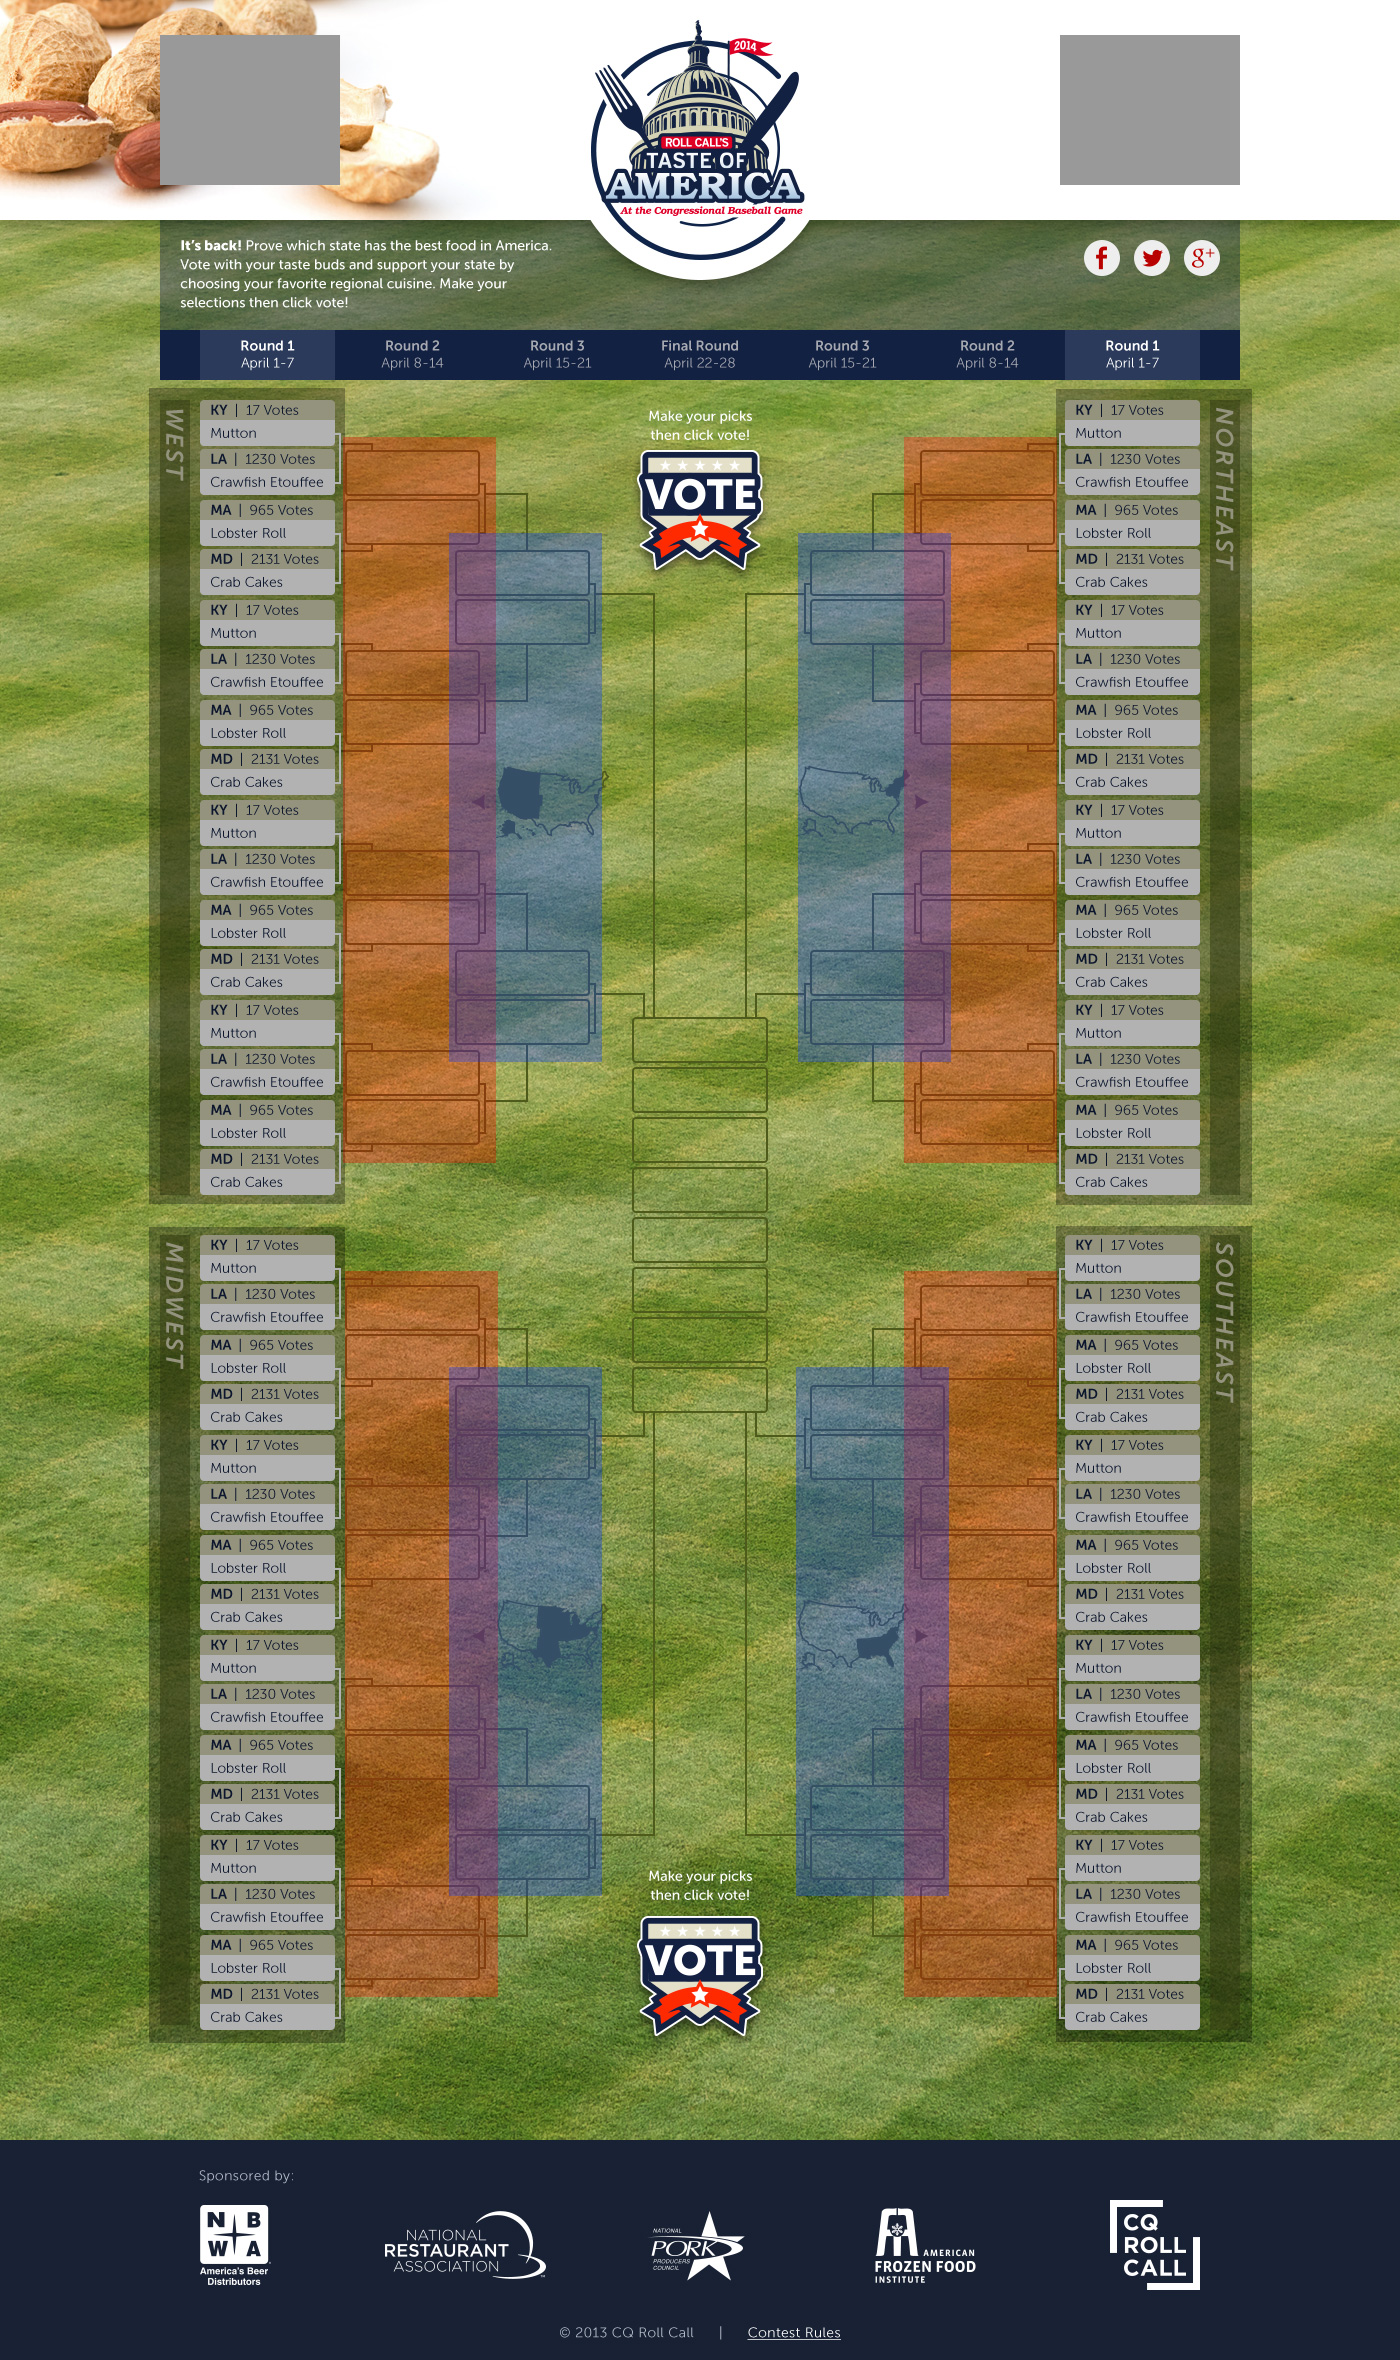 2014
ROLL CALL'S
TASTE OF
AMERICA
At the Congressional Baseball Game
It's back! Prove which state has the best food in America.
Vote with your taste buds and support your state by
choosing your favorite regional cuisine. Make your
selections then click vote!
f
g+
Round 1
April 1-7
Round 2
April 8-14
Round 3
April 15-21
Final Round
April 22-28
Round 3
April 15-21
Round 2
April 8-14
Round 1
April 1-7
WEST
KY | 17 Votes
Mutton
LA | 1230 Votes
Crawfish Etouffee
MA | 965 Votes
Lobster Roll
MD | 2131 Votes
Crab Cakes
KY | 17 Votes
Mutton
LA | 1230 Votes
Crawfish Etouffee
MA | 965 Votes
Lobster Roll
MD | 2131 Votes
Crab Cakes
KY | 17 Votes
Mutton
LA | 1230 Votes
Crawfish Etouffee
MA | 965 Votes
Lobster Roll
MD | 2131 Votes
Crab Cakes
KY | 17 Votes
Mutton
LA | 1230 Votes
Crawfish Etouffee
MA | 965 Votes
Lobster Roll
MD | 2131 Votes
Crab Cakes
Make your picks
then click vote!
VOTE
NORTHEAST
KY | 17 Votes
Mutton
LA | 1230 Votes
Crawfish Etouffee
MA | 965 Votes
Lobster Roll
MD | 2131 Votes
Crab Cakes
KY | 17 Votes
Mutton
LA | 1230 Votes
Crawfish Etouffee
MA | 965 Votes
Lobster Roll
MD | 2131 Votes
Crab Cakes
KY | 17 Votes
Mutton
LA | 1230 Votes
Crawfish Etouffee
MA | 965 Votes
Lobster Roll
MD | 2131 Votes
Crab Cakes
KY | 17 Votes
Mutton
LA | 1230 Votes
Crawfish Etouffee
MA | 965 Votes
Lobster Roll
MD | 2131 Votes
Crab Cakes
MIDWEST
KY | 17 Votes
Mutton
LA | 1230 Votes
Crawfish Etouffee
MA | 965 Votes
Lobster Roll
MD | 2131 Votes
Crab Cakes
KY | 17 Votes
Mutton
LA | 1230 Votes
Crawfish Etouffee
MA | 965 Votes
Lobster Roll
MD | 2131 Votes
Crab Cakes
KY | 17 Votes
Mutton
LA | 1230 Votes
Crawfish Etouffee
MA | 965 Votes
Lobster Roll
MD | 2131 Votes
Crab Cakes
KY | 17 Votes
Mutton
LA | 1230 Votes
Crawfish Etouffee
MA | 965 Votes
Lobster Roll
MD | 2131 Votes
Crab Cakes
SOUTHEAST
KY | 17 Votes
Mutton
LA | 1230 Votes
Crawfish Etouffee
MA | 965 Votes
Lobster Roll
MD | 2131 Votes
Crab Cakes
KY | 17 Votes
Mutton
LA | 1230 Votes
Crawfish Etouffee
MA | 965 Votes
Lobster Roll
MD | 2131 Votes
Crab Cakes
KY | 17 Votes
Mutton
LA | 1230 Votes
Crawfish Etouffee
MA | 965 Votes
Lobster Roll
MD | 2131 Votes
Crab Cakes
KY | 17 Votes
Mutton
LA | 1230 Votes
Crawfish Etouffee
MA | 965 Votes
Lobster Roll
MD | 2131 Votes
Crab Cakes
Make your picks
then click vote!
VOTE
Sponsored by:
N B
W A
America's Beer
Distributors
NATIONAL
RESTAURANT
ASSOCIATION
NATIONAL
PORK
PRODUCERS
COUNCIL
AMERICAN
FROZEN FOOD
INSTITUTE
CQ
ROLL
CALL
© 2013 CQ Roll Call | Contest Rules